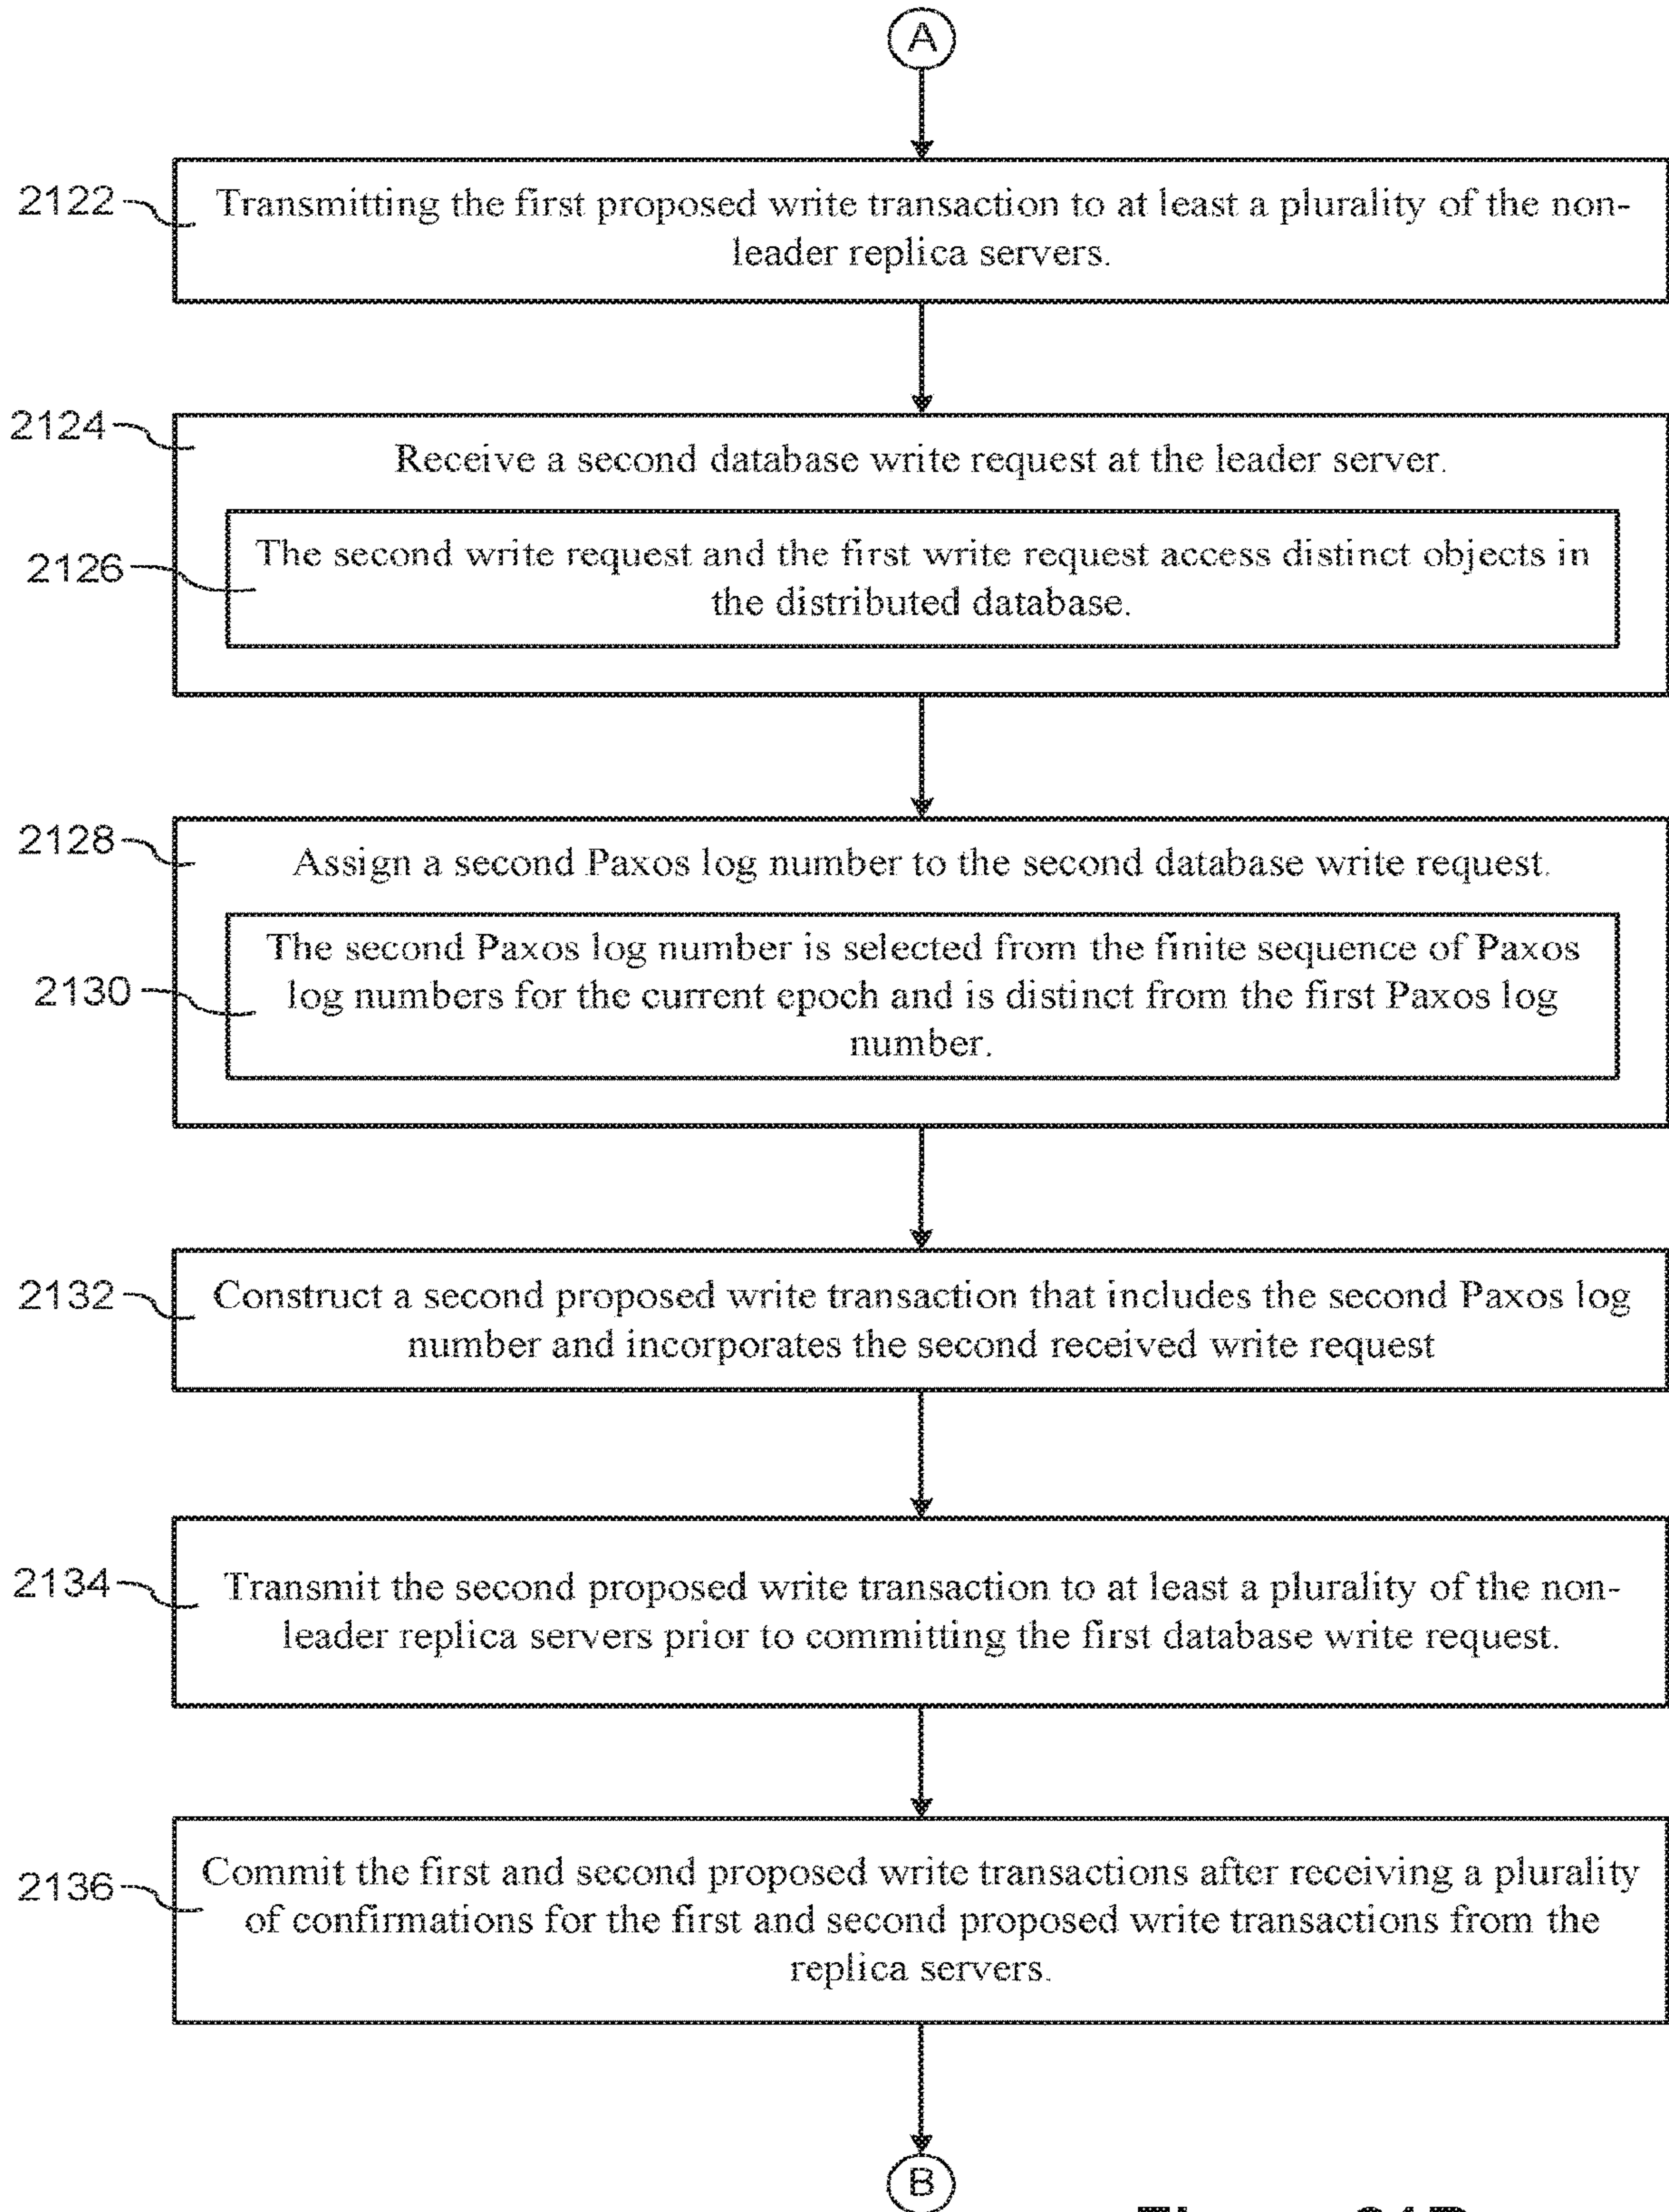 A
2122
Transmitting the first proposed write transaction to at least a plurality of the non-
leader replica servers.
2124
Receive a second database write request at the leader server.
2126
The second write request and the first write request access distinct objects in
the distributed database.
2128
Assign a second Paxos log number to the second database write request.
2130
The second Paxos log number is selected from the finite sequence of Paxos
log numbers for the current epoch and is distinct from the first Paxos log
number.
2132
Construct a second proposed write transaction that includes the second Paxos log
number and incorporates the second received write request
2134
Transmit the second proposed write transaction to at least a plurality of the non-
leader replica servers prior to committing the first database write request.
2136
Commit the first and second proposed write transactions after receiving a plurality
of confirmations for the first and second proposed write transactions from the
replica servers.
B